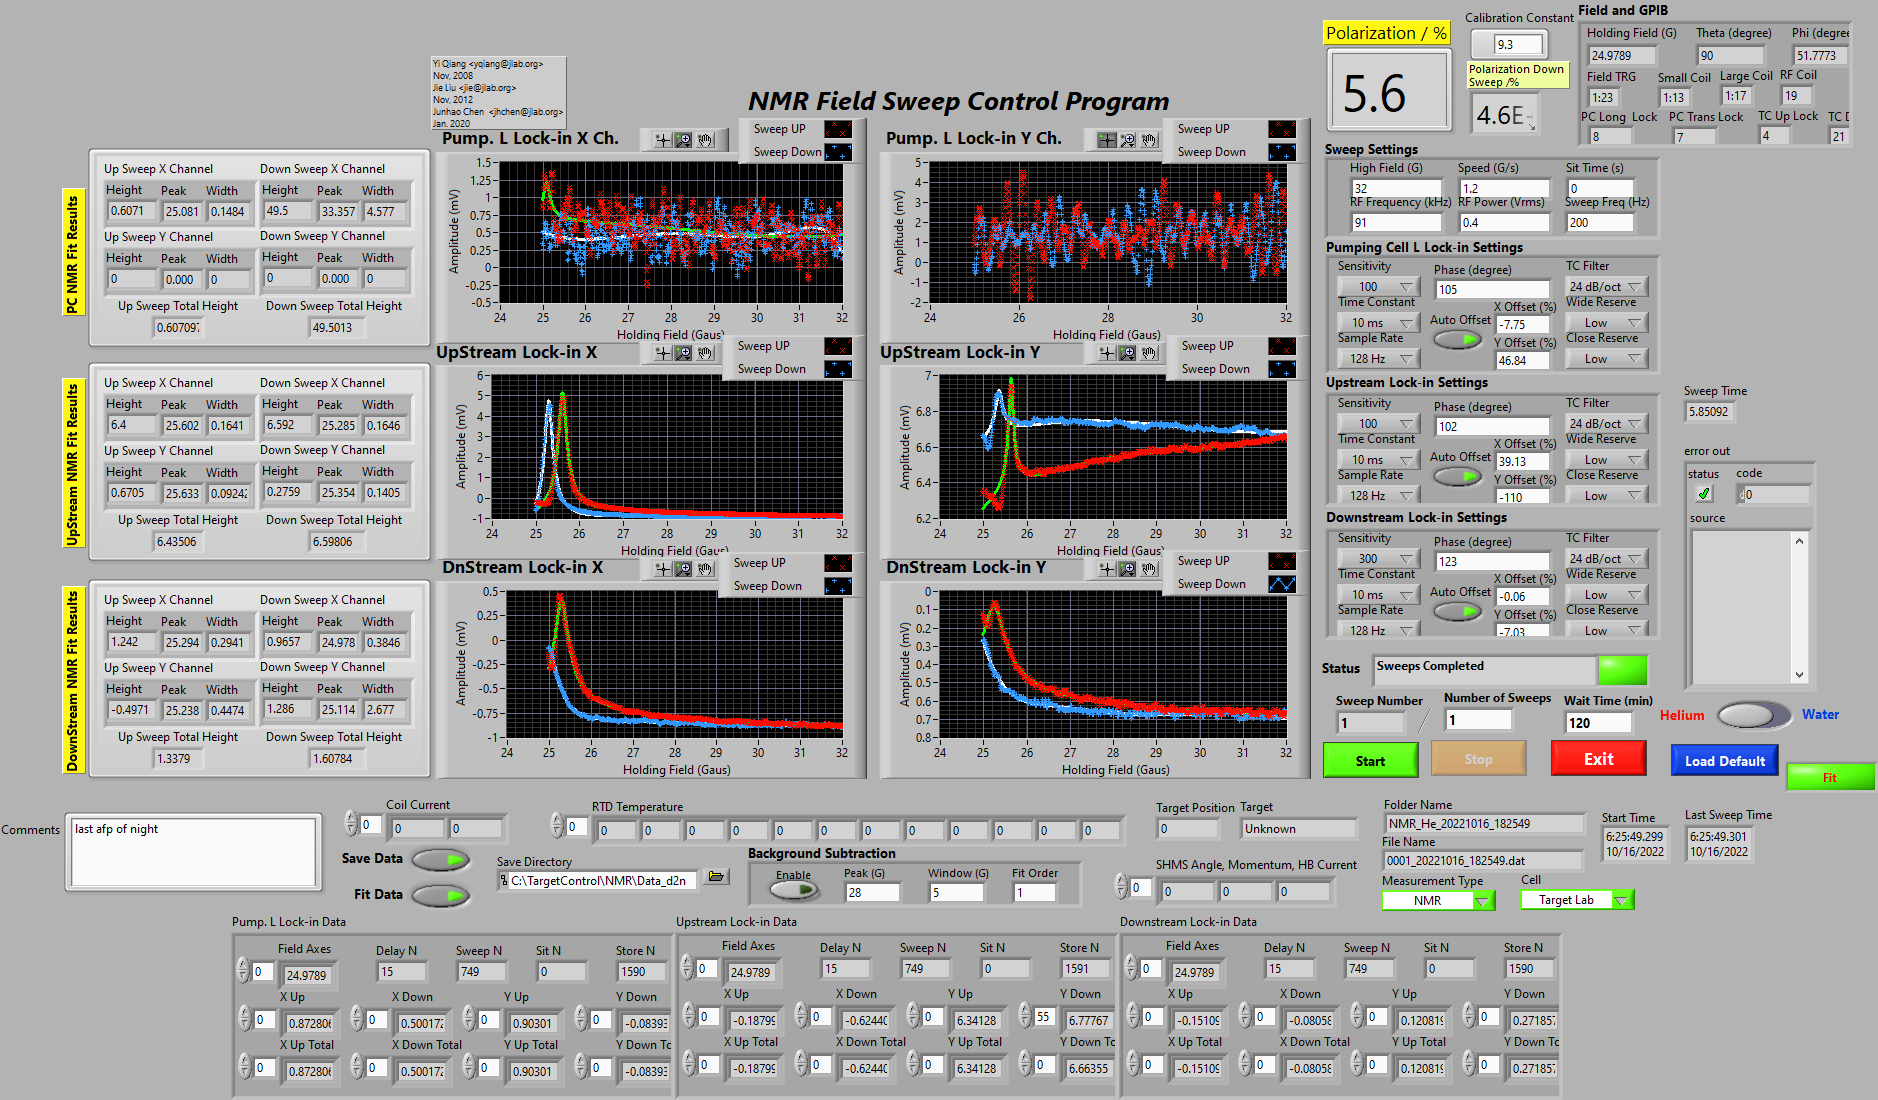 Yi Qiang <yqiang@jlab.org>
Nov, 2008
Jie Liu <jie@jlab.org>
Nov, 2012
Junhao Chen <jhchen@jlab.org>
Jan. 2020
NMR Field Sweep Control Program
Polarization / %
5.6
Calibration Constant
9.3
Polarization Down
Sweep /%
4.6E-
Field and GPIB
Holding Field (G) Theta (degree) Phi (degree
24.9789 90 51.7773
Field TRG Small Coil Large Coil RF Coil
1:23 1:13 1:17 19
PC Long Lock PC Trans Lock TC Up Lock TC D
8 7 4 21
PC NMR Fit Results
Up Sweep X Channel Down Sweep X Channel
Height Peak Width Height Peak Width
0.6071 25.081 0.1484 49.5 33.357 4.577
Up Sweep Y Channel Down Sweep Y Channel
Height Peak Width Height Peak Width
0 0.000 0 0 0.000 0
Up Sweep Total Height Down Sweep Total Height
0.607097 49.5013
UpStream NMR Fit Results
Up Sweep X Channel Down Sweep X Channel
Height Peak Width Height Peak Width
6.4 25.602 0.1641 6.592 25.285 0.1646
Up Sweep Y Channel Down Sweep Y Channel
Height Peak Width Height Peak Width
0.6705 25.633 0.09242 0.2759 25.354 0.1405
Up Sweep Total Height Down Sweep Total Height
6.43506 6.59806
DownStream NMR Fit Results
Up Sweep X Channel Down Sweep X Channel
Height Peak Width Height Peak Width
1.242 25.294 0.2941 0.9657 24.978 0.3846
Up Sweep Y Channel Down Sweep Y Channel
Height Peak Width Height Peak Width
-0.4971 25.238 0.4474 1.286 25.114 2.677
Up Sweep Total Height Down Sweep Total Height
1.3379 1.60784
Pump. L Lock-in X Ch.
Sweep UP
Sweep Down
Amplitude (mV)
1.5
1.25
1
0.75
0.5
0.25
0
-0.25
-0.5
24 25 26 27 28 29 30 31 32
Holding Field (Gaus)
Pump. L Lock-in Y Ch.
Sweep UP
Sweep Down
Amplitude (mV)
5
4
3
2
1
0
-1
-2
24 26 28 30 32
Holding Field (Gaus)
UpStream Lock-in X
Sweep UP
Sweep Down
Amplitude (mV)
6
5
4
3
2
1
0
-1
24 25 26 27 28 29 30 31 32
Holding Field (Gaus)
UpStream Lock-in Y
Sweep UP
Sweep Down
Amplitude (mV)
7
6.8
6.6
6.4
6.2
24 25 26 27 28 29 30 31 32
Holding Field (Gaus)
DnStream Lock-in X
Sweep UP
Sweep Down
Amplitude (mV)
0.5
0.25
0
-0.25
-0.5
-0.75
-1
24 25 26 27 28 29 30 31 32
Holding Field (Gaus)
DnStream Lock-in Y
Sweep UP
Sweep Down
Amplitude (mV)
0
0.1
0.2
0.3
0.4
0.5
0.6
0.7
0.8
24 25 26 27 28 29 30 31 32
Holding Field (Gaus)
Sweep Settings
High Field (G) Speed (G/s) Sit Time (s)
32 1.2 0
RF Frequency (kHz) RF Power (Vrms) Sweep Freq (Hz)
91 0.4 200
Pumping Cell L Lock-in Settings
Sensitivity Phase (degree) TC Filter
100 105 24 dB/oct
Time Constant X Offset (%) Wide Reserve
10 ms Auto Offset -7.75 Low
Sample Rate Y Offset (%) Close Reserve
128 Hz 46.84 Low
Upstream Lock-in Settings
Sensitivity Phase (degree) TC Filter
100 102 24 dB/oct
Time Constant X Offset (%) Wide Reserve
10 ms Auto Offset 39.13 Low
Sample Rate Y Offset (%) Close Reserve
128 Hz -110 Low
Downstream Lock-in Settings
Sensitivity Phase (degree) TC Filter
300 123 24 dB/oct
Time Constant X Offset (%) Wide Reserve
10 ms Auto Offset -0.06 Low
Sample Rate Y Offset (%) Close Reserve
128 Hz -7.03 Low
Sweep Time
5.85092
error out
status code
0
source
Status Sweeps Completed
Sweep Number Number of Sweeps Wait Time (min)
1 / 1 120
Helium Water
Start Stop Exit Load Default Fit
Comments last afp of night
Coil Current
0 0 0
RTD Temperature
0 0 0 0 0 0 0 0 0 0 0 0 0
Save Data
Fit Data
Save Directory
C:\TargetControl\NMR\Data_d2n
Background Subtraction
Enable Peak (G) Window (G) Fit Order
28 5 1
Target Position Target
0 Unknown
SHMS Angle, Momentum, HB Current
0 0 0 0
Folder Name
NMR_He_20221016_182549
File Name
0001_20221016_182549.dat
Measurement Type Cell
NMR Target Lab
Start Time
6:25:49.299
10/16/2022
Last Sweep Time
6:25:49.301
10/16/2022
Pump. L Lock-in Data
Field Axes Delay N Sweep N Sit N Store N
0 24.9789 15 749 0 1590
X Up X Down Y Up Y Down
0 0.872806 0 0.500172 0 0.90301 0 -0.08393
X Up Total X Down Total Y Up Total Y Down To
0 0.872806 0 0.500172 0 0.90301 0 -0.08393
Upstream Lock-in Data
Field Axes Delay N Sweep N Sit N Store N
0 24.9789 15 749 0 1591
X Up X Down Y Up Y Down
0 -0.18799 0 -0.62440 0 6.34128 55 6.77767
X Up Total X Down Total Y Up Total Y Down Tc
0 -0.18799 0 -0.62440 0 6.34128 0 6.66355
Downstream Lock-in Data
Field Axes Delay N Sweep N Sit N Store N
0 24.9789 15 749 0 1590
X Up X Down Y Up Y Down
0 -0.15109 0 -0.08058 0 0.120819 0 0.271857
X Up Total X Down Total Y Up Total Y Down Tc
0 -0.15109 0 -0.08058 0 0.120819 0 0.271857